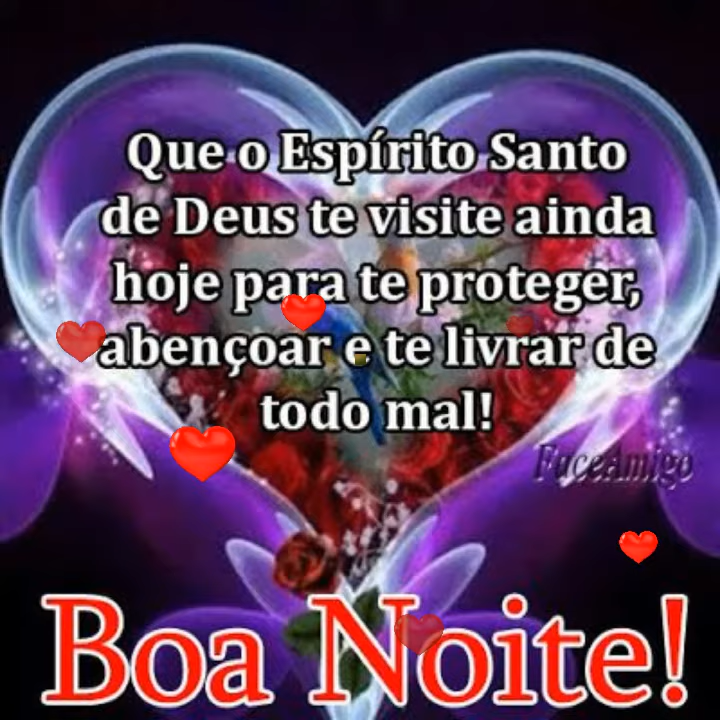 Que o Espírito Santo
de Deus te visite ainda
hoje para te proteger,
abençoar e te livrar de
todo mal!
FaceAmigo
Boa Noite!